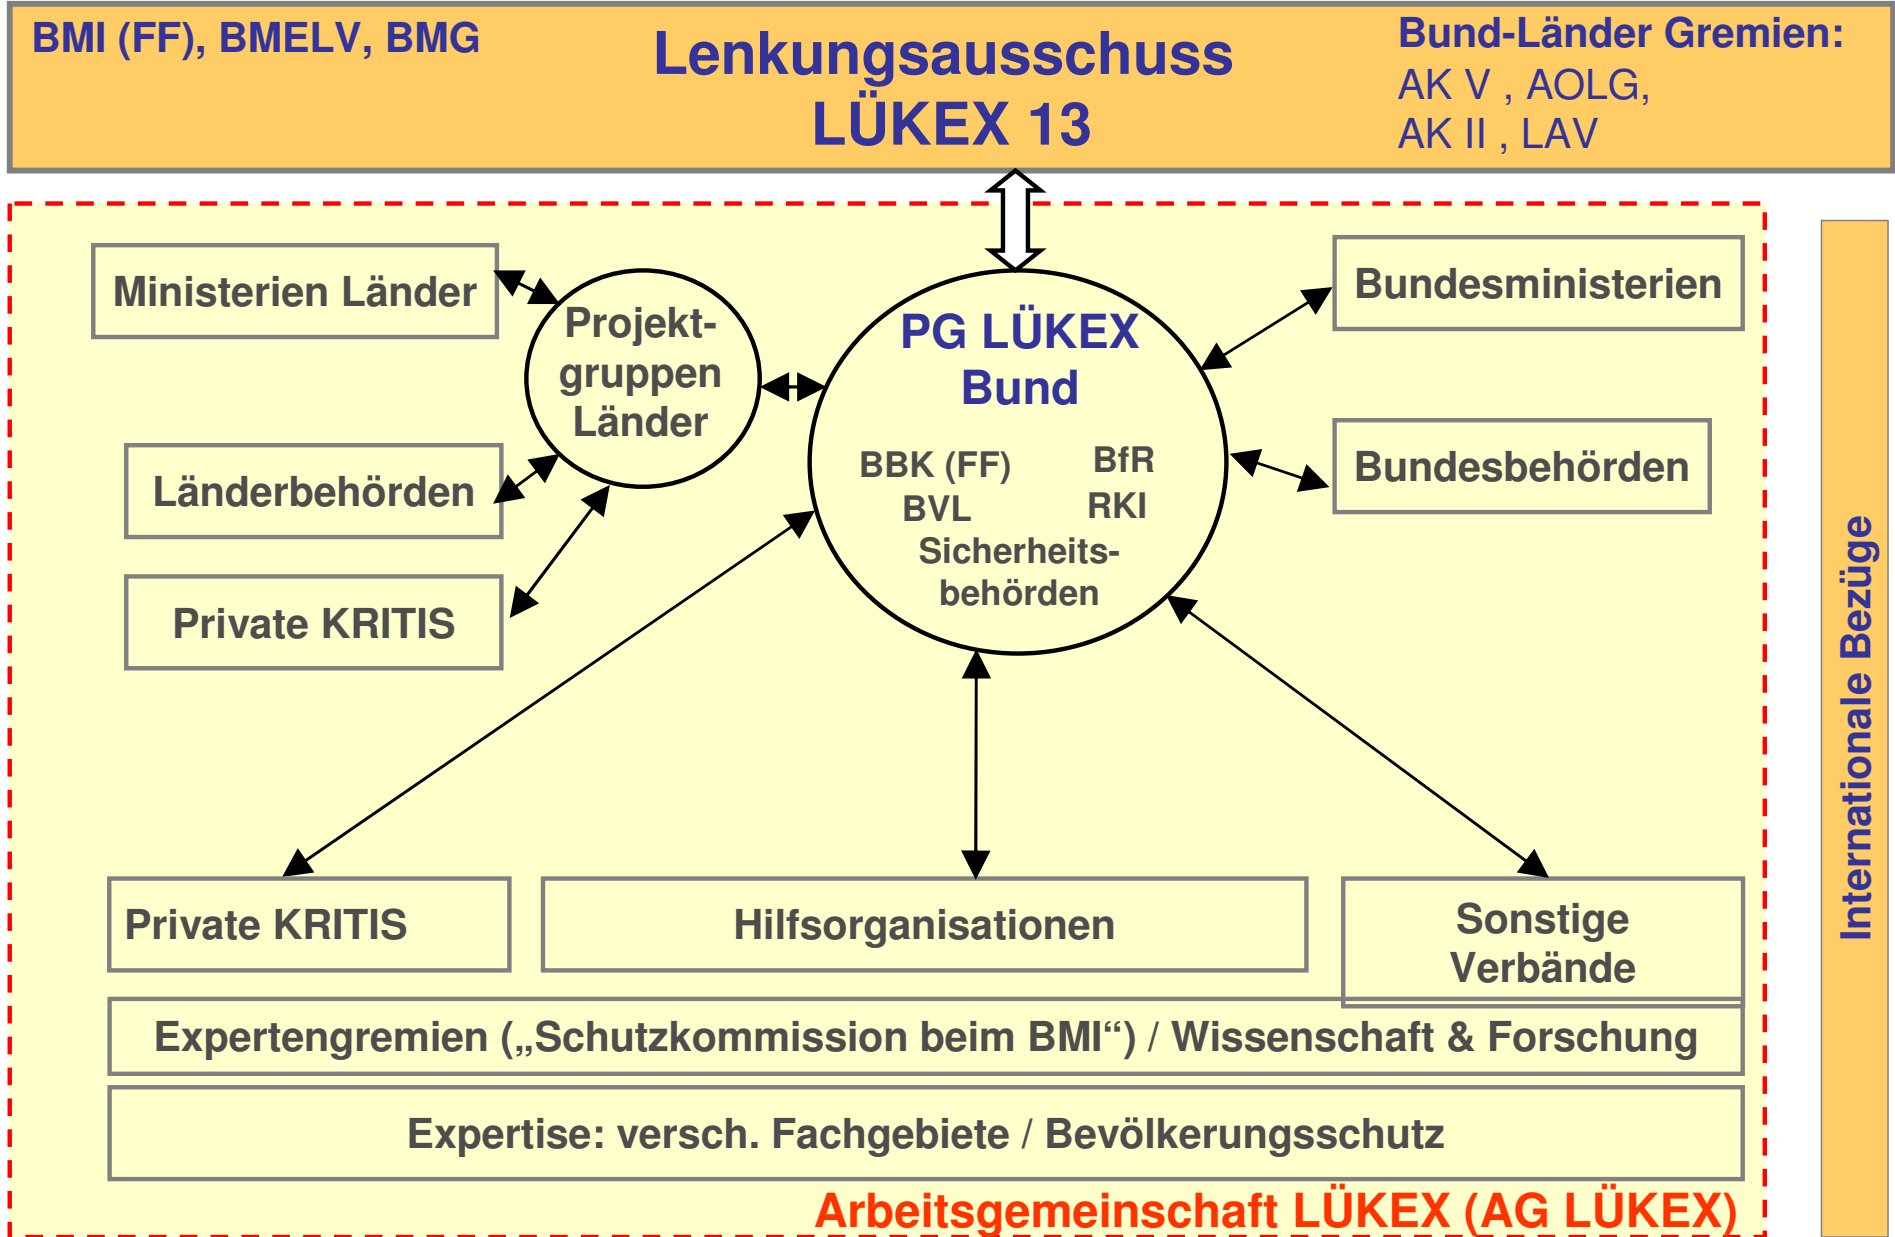 BMI (FF), BMELV, BMG
Lenkungsausschuss
LÜKEX 13
Bund-Länder Gremien:
AK V , AOLG,
AK II , LAV
Ministerien Länder
Projekt-
gruppen
Länder
PG LÜKEX
Bund
BBK (FF)
BfR
BVL
RKI
Sicherheits-
behörden
Bundesministerien
Bundesbehörden
Länderbehörden
Private KRITIS
Private KRITIS
Hilfsorganisationen
Sonstige
Verbände
Expertengremien („Schutzkommission beim BMI“) / Wissenschaft & Forschung
Expertise: versch. Fachgebiete / Bevölkerungsschutz
Arbeitsgemeinschaft LÜKEX (AG LÜKEX)
Internationale Bezüge